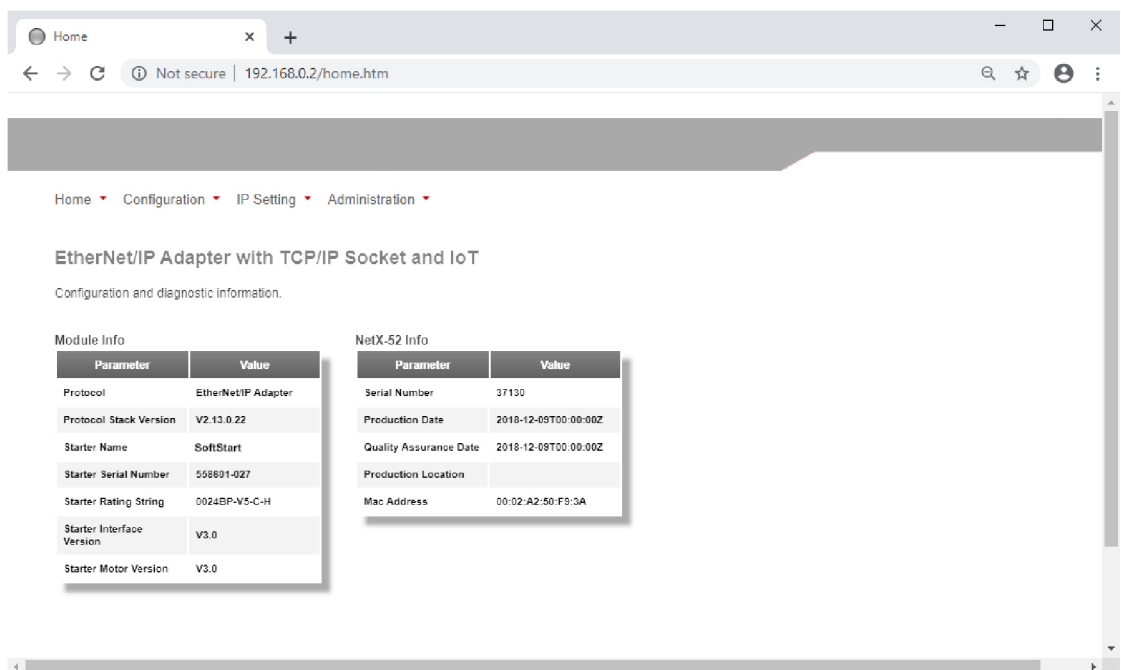 Home
Not secure | 192.168.0.2/home.htm
Home Configuration IP Setting Administration
EtherNet/IP Adapter with TCP/IP Socket and IoT
Configuration and diagnostic information.
Module Info
Parameter Value
Protocol EtherNet/IP Adapter
Protocol Stack Version V2.13.0.22
Starter Name SoftStart
Starter Serial Number 558601-027
Starter Rating String 0024BP-V5-C-H
Starter Interface
Version V3.0
Starter Motor Version V3.0
NetX-52 Info
Parameter Value
Serial Number 37130
Production Date 2018-12-09T00:00:00Z
Quality Assurance Date 2018-12-09T00:00:00Z
Production Location
Mac Address 00:02:A2:50:F9:3A